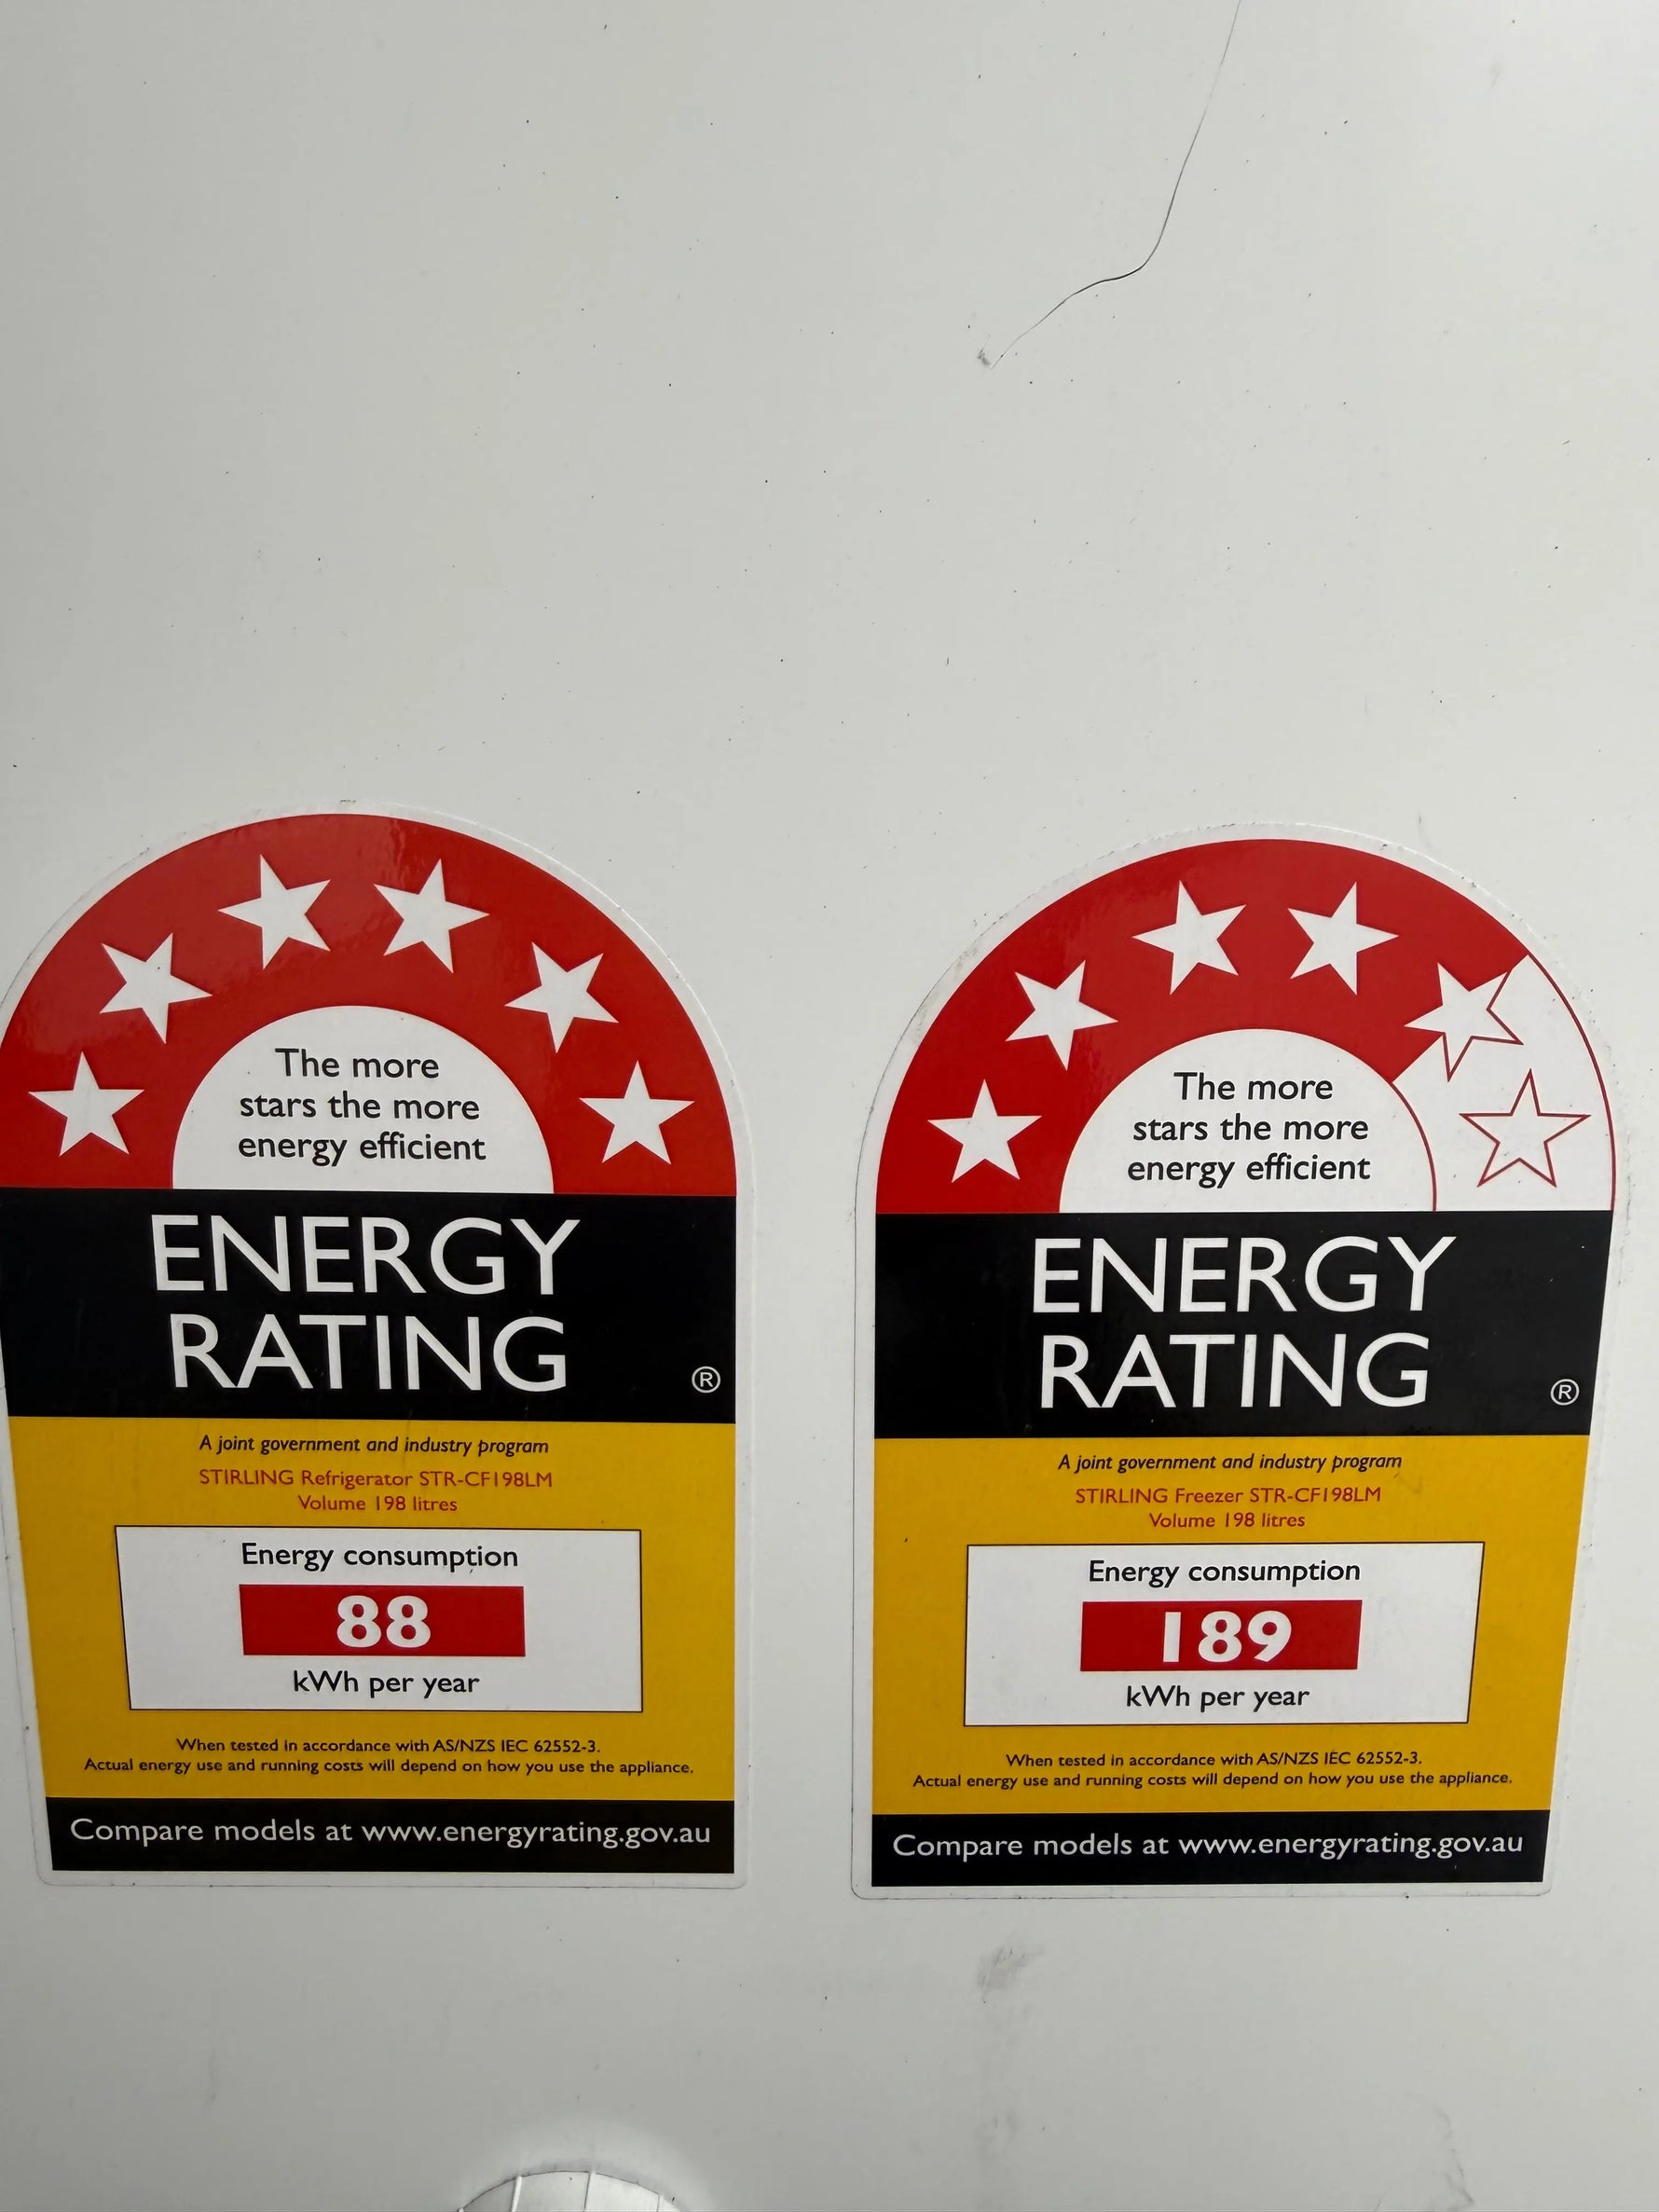 The more
stars the more
energy efficient
ENERGY
RATING
®
A joint government and industry program
STIRLING Refrigerator STR-CF198LM
Volume 198 litres
Energy consumption
88
kWh per year
When tested in accordance with AS/NZS IEC 62552-3.
Actual energy use and running costs will depend on how you use the appliance.
Compare models at www.energyrating.gov.au
The more
stars the more
energy efficient
ENERGY
RATING
®
A joint government and industry program
STIRLING Freezer STR-CF198LM
Volume 198 litres
Energy consumption
189
kWh per year
When tested in accordance with AS/NZS IEC 62552-3.
Actual energy use and running costs will depend on how you use the appliance.
Compare models at www.energyrating.gov.au